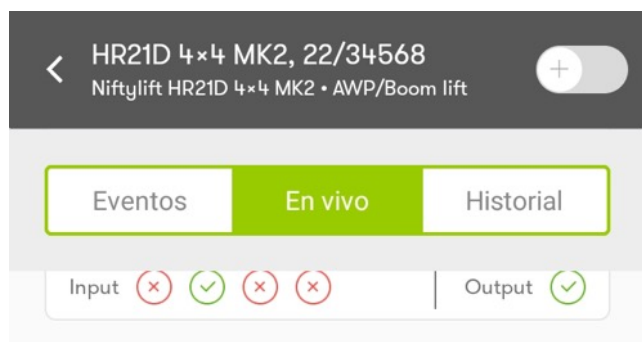 HR21D 4×4 MK2, 22/34568
Niftylift HR21D 4×4 MK2 • AWP/Boom lift
Eventos En vivo Historial
Input Output